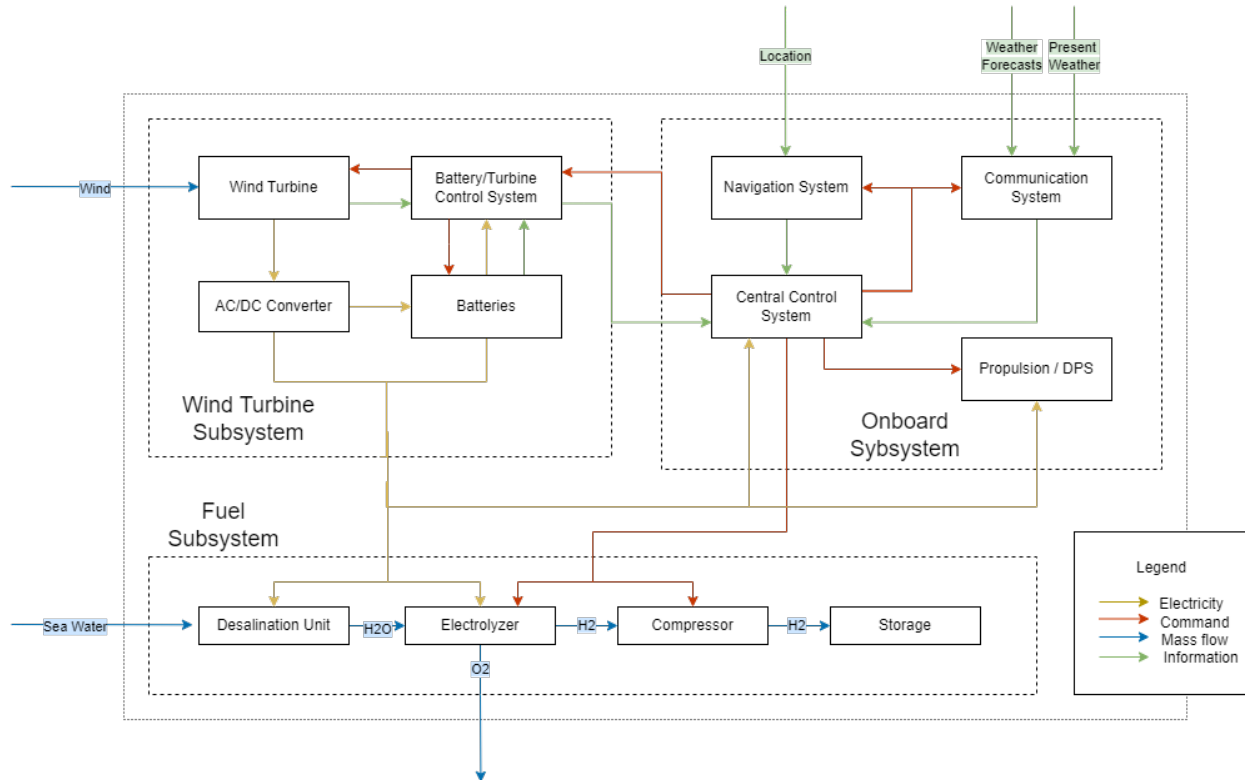 Location
Weather
Forecasts
Present
Weather
Wind
Wind Turbine
Battery/Turbine
Control System
Navigation System
Communication
System
AC/DC Converter
Batteries
Central Control
System
Propulsion / DPS
Wind Turbine
Subsystem
Onboard
Sybsystem
Fuel
Subsystem
Sea Water
Desalination Unit
H2O
Electrolyzer
H2
Compressor
H2
Storage
O2
Legend
Electricity
Command
Mass flow
Information